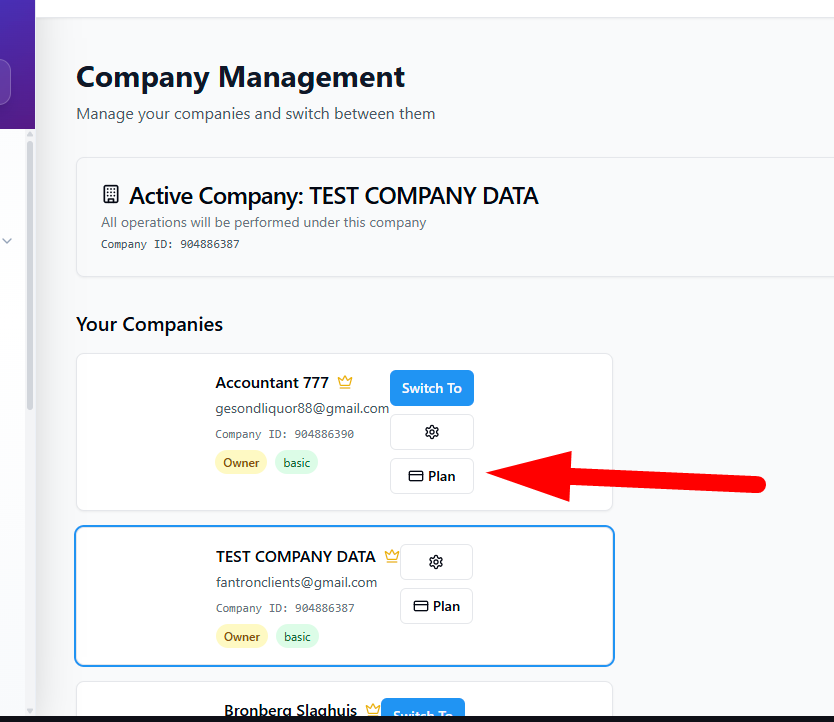 Company Management
Manage your companies and switch between them
Active Company: TEST COMPANY DATA
All operations will be performed under this company
Company ID: 904886387
Your Companies
Accountant 777
Switch To
gesondliquor88@gmail.com
Company ID: 904886390
Owner
basic
Plan
TEST COMPANY DATA
fantronclients@gmail.com
Company ID: 904886387
Owner
basic
Plan
Bronberg Slaghuis
Switch To